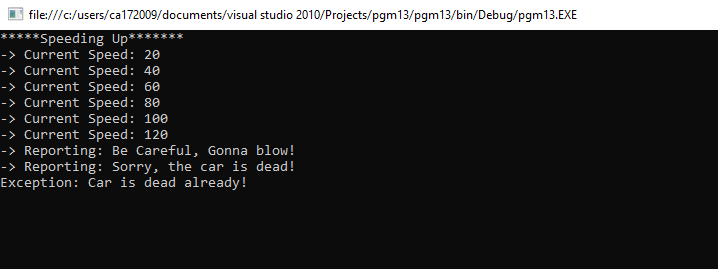 file:///c:/users/ca172009/documents/visual studio 2010/Projects/pgm13/pgm13/bin/Debug/pgm13.EXE
*****Speeding Up*******
-> Current Speed: 20
-> Current Speed: 40
-> Current Speed: 60
-> Current Speed: 80
-> Current Speed: 100
-> Current Speed: 120
-> Reporting: Be Careful, Gonna blow!
-> Reporting: Sorry, the car is dead!
Exception: Car is dead already!